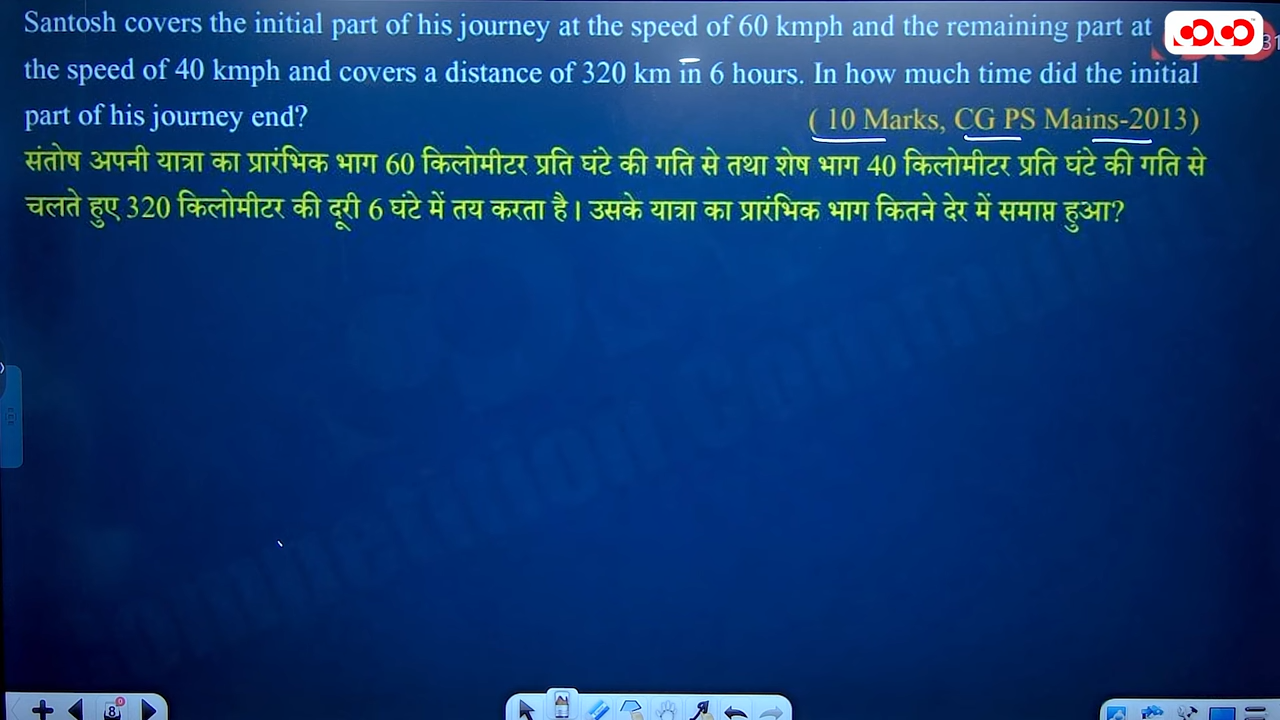 Santosh covers the initial part of his journey at the speed of 60 kmph and the remaining part at
the speed of 40 kmph and covers a distance of 320 km in 6 hours. In how much time did the initial
part of his journey end? ( 10 Marks, CG PS Mains-2013)
संतोष अपनी यात्रा का प्रारंभिक भाग 60 किलोमीटर प्रति घंटे की गति से तथा शेष भाग 40 किलोमीटर प्रति घंटे की गति से
चलते हुए 320 किलोमीटर की दूरी 6 घंटे में तय करता है। उसके यात्रा का प्रारंभिक भाग कितने देर में समाप्त हुआ?
8